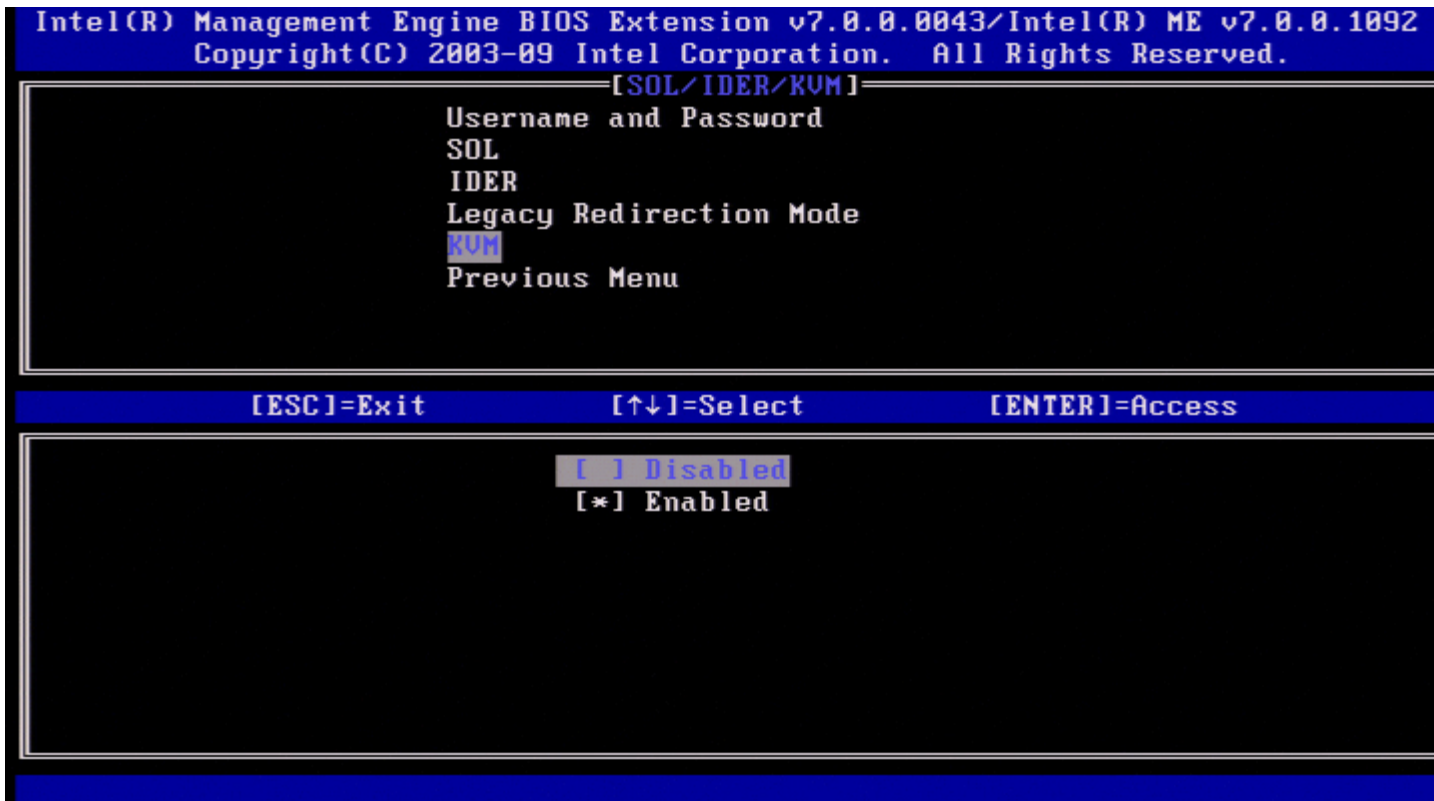 Intel(R) Management Engine BIOS Extension v7.0.0.0043/Intel(R) ME v7.0.0.1092
Copyright(C) 2003-09 Intel Corporation. All Rights Reserved.
[SOL/IDER/KVM]
Username and Password
SOL
IDER
Legacy Redirection Mode
KVM
Previous Menu
[ESC]=Exit [↑↓]=Select [ENTER]=Access
[ ] Disabled
[*] Enabled